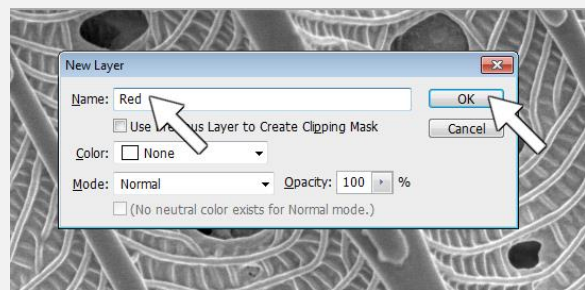 New Layer
Name: Red
OK
Use Previous Layer to Create Clipping Mask
Cancel
Color: None
Mode: Normal Opacity: 100 %
(No neutral color exists for Normal mode.)